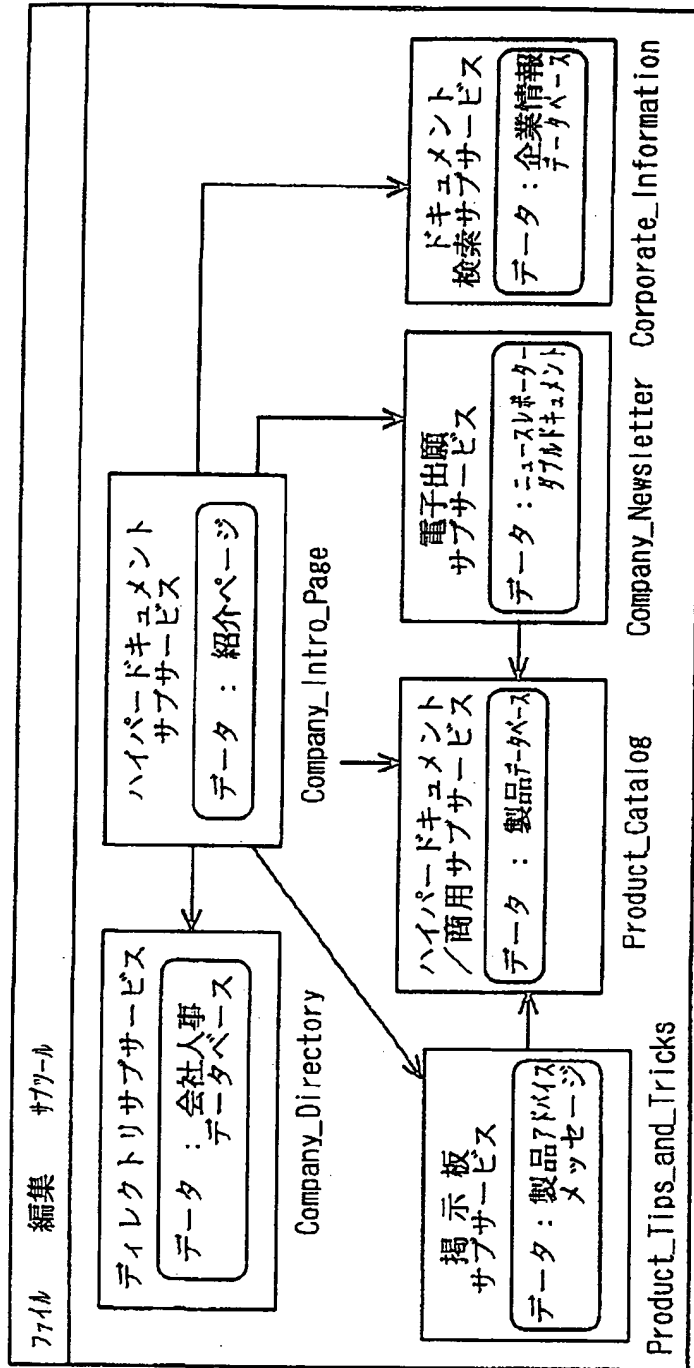 ファイル 編集 サブツール
ディレクトリサブサービス
データ : 会社人事
データベース
Company_Directory
ハイパードキュメント
サブサービス
データ : 紹介ページ
Company_Intro_Page
掲示板
サブサービス
データ : 製品アドバイス
メッセージ
Product_Tips_and_Tricks
ハイパードキュメント
／商用サブサービス
データ : 製品データベース
Product_Catalog
電子出願
サブサービス
データ : ニュースレポーター
ダブルドキュメント
Company_Newsletter
ドキュメント
検索サブサービス
データ : 企業情報
データベース
Corporate_Information